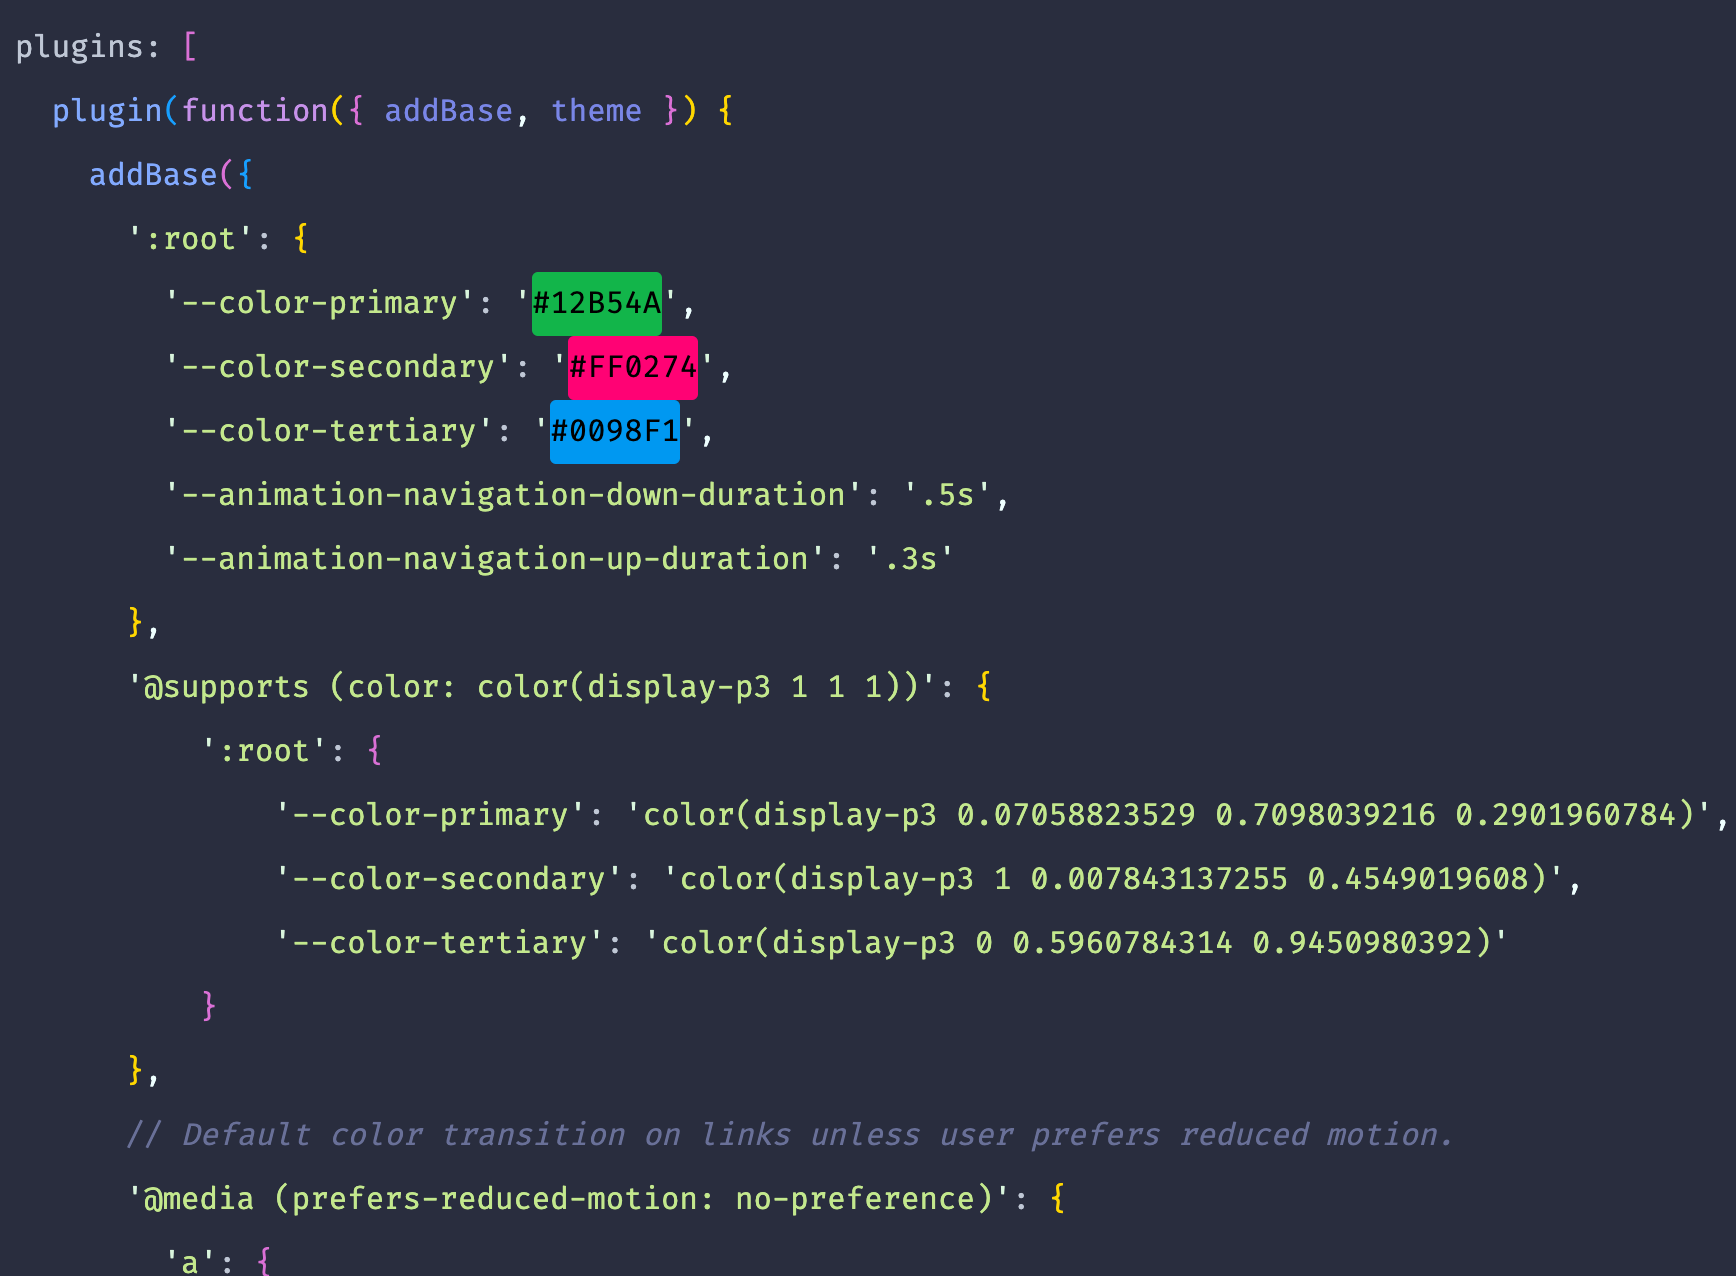 plugins: [
plugin(function({ addBase, theme }) {
addBase({
':root': {
'--color-primary': '#12B54A',
'--color-secondary': '#FF0274',
'--color-tertiary': '#0098F1',
'--animation-navigation-down-duration': '.5s',
'--animation-navigation-up-duration': '.3s'
},
'@supports (color: color(display-p3 1 1 1))': {
':root': {
'--color-primary': 'color(display-p3 0.07058823529 0.7098039216 0.2901960784)',
'--color-secondary': 'color(display-p3 1 0.007843137255 0.4549019608)',
'--color-tertiary': 'color(display-p3 0 0.5960784314 0.9450980392)'
}
},
// Default color transition on links unless user prefers reduced motion.
'@media (prefers-reduced-motion: no-preference)': {
'a': {